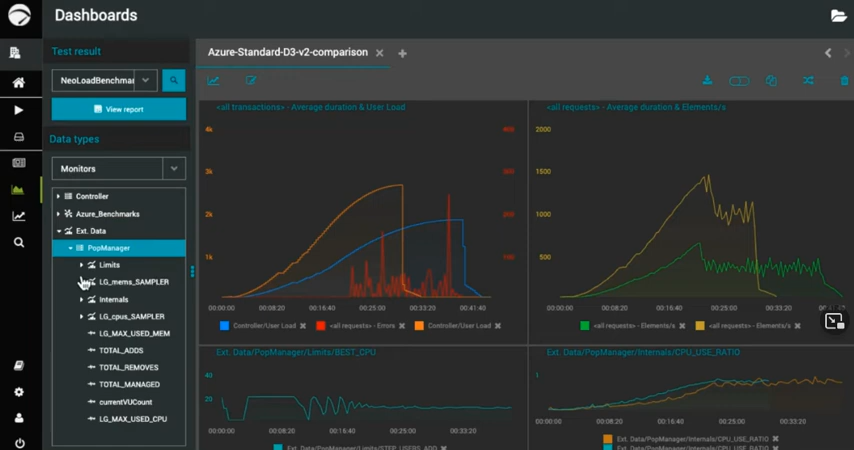 Dashboards
Test result
NeoLoadBenchmar
View report
Data types
Monitors
Controller
Azure_Benchmarks
Ext. Data
PopManager
Limits
LG_mems_SAMPLER
Internals
LG_cpus_SAMPLER
LG_MAX_USED_MEM
TOTAL_ADDS
TOTAL_REMOVES
TOTAL_MANAGED
currentVUCount
LG_MAX_USED_CPU
Azure-Standard-D3-v2-comparison
<all transactions> - Average duration & User Load
4k
3k
2k
1k
00:00:00 00:08:20 00:16:40 00:25:00 00:33:20 00:41:40
Controller/User Load <all requests> - Errors Controller/User Load
<all requests> - Average duration & Elements/s
2000
1500
1000
500
00:00:00 00:08:20 00:16:40 00:25:00 00:33:20 00:41:40
<all requests> - Elements/s <all requests> - Elements/s
Ext. Data/PopManager/Limits/BEST_CPU
40
20
00:00:00 00:08:20 00:16:40 00:25:00 00:33:20
Ext. Data/PopManager/Limits/STEP_USERS_ADD
Ext. Data/PopManager/Internals/CPU_USE_RATIO
1
00:00:00 00:08:20 00:16:40 00:25:00 00:33:20
Ext. Data/PopManager/Internals/CPU_USE_RATIO
Ext. Data/PopManager/Internals/CPU_USE_RATIO